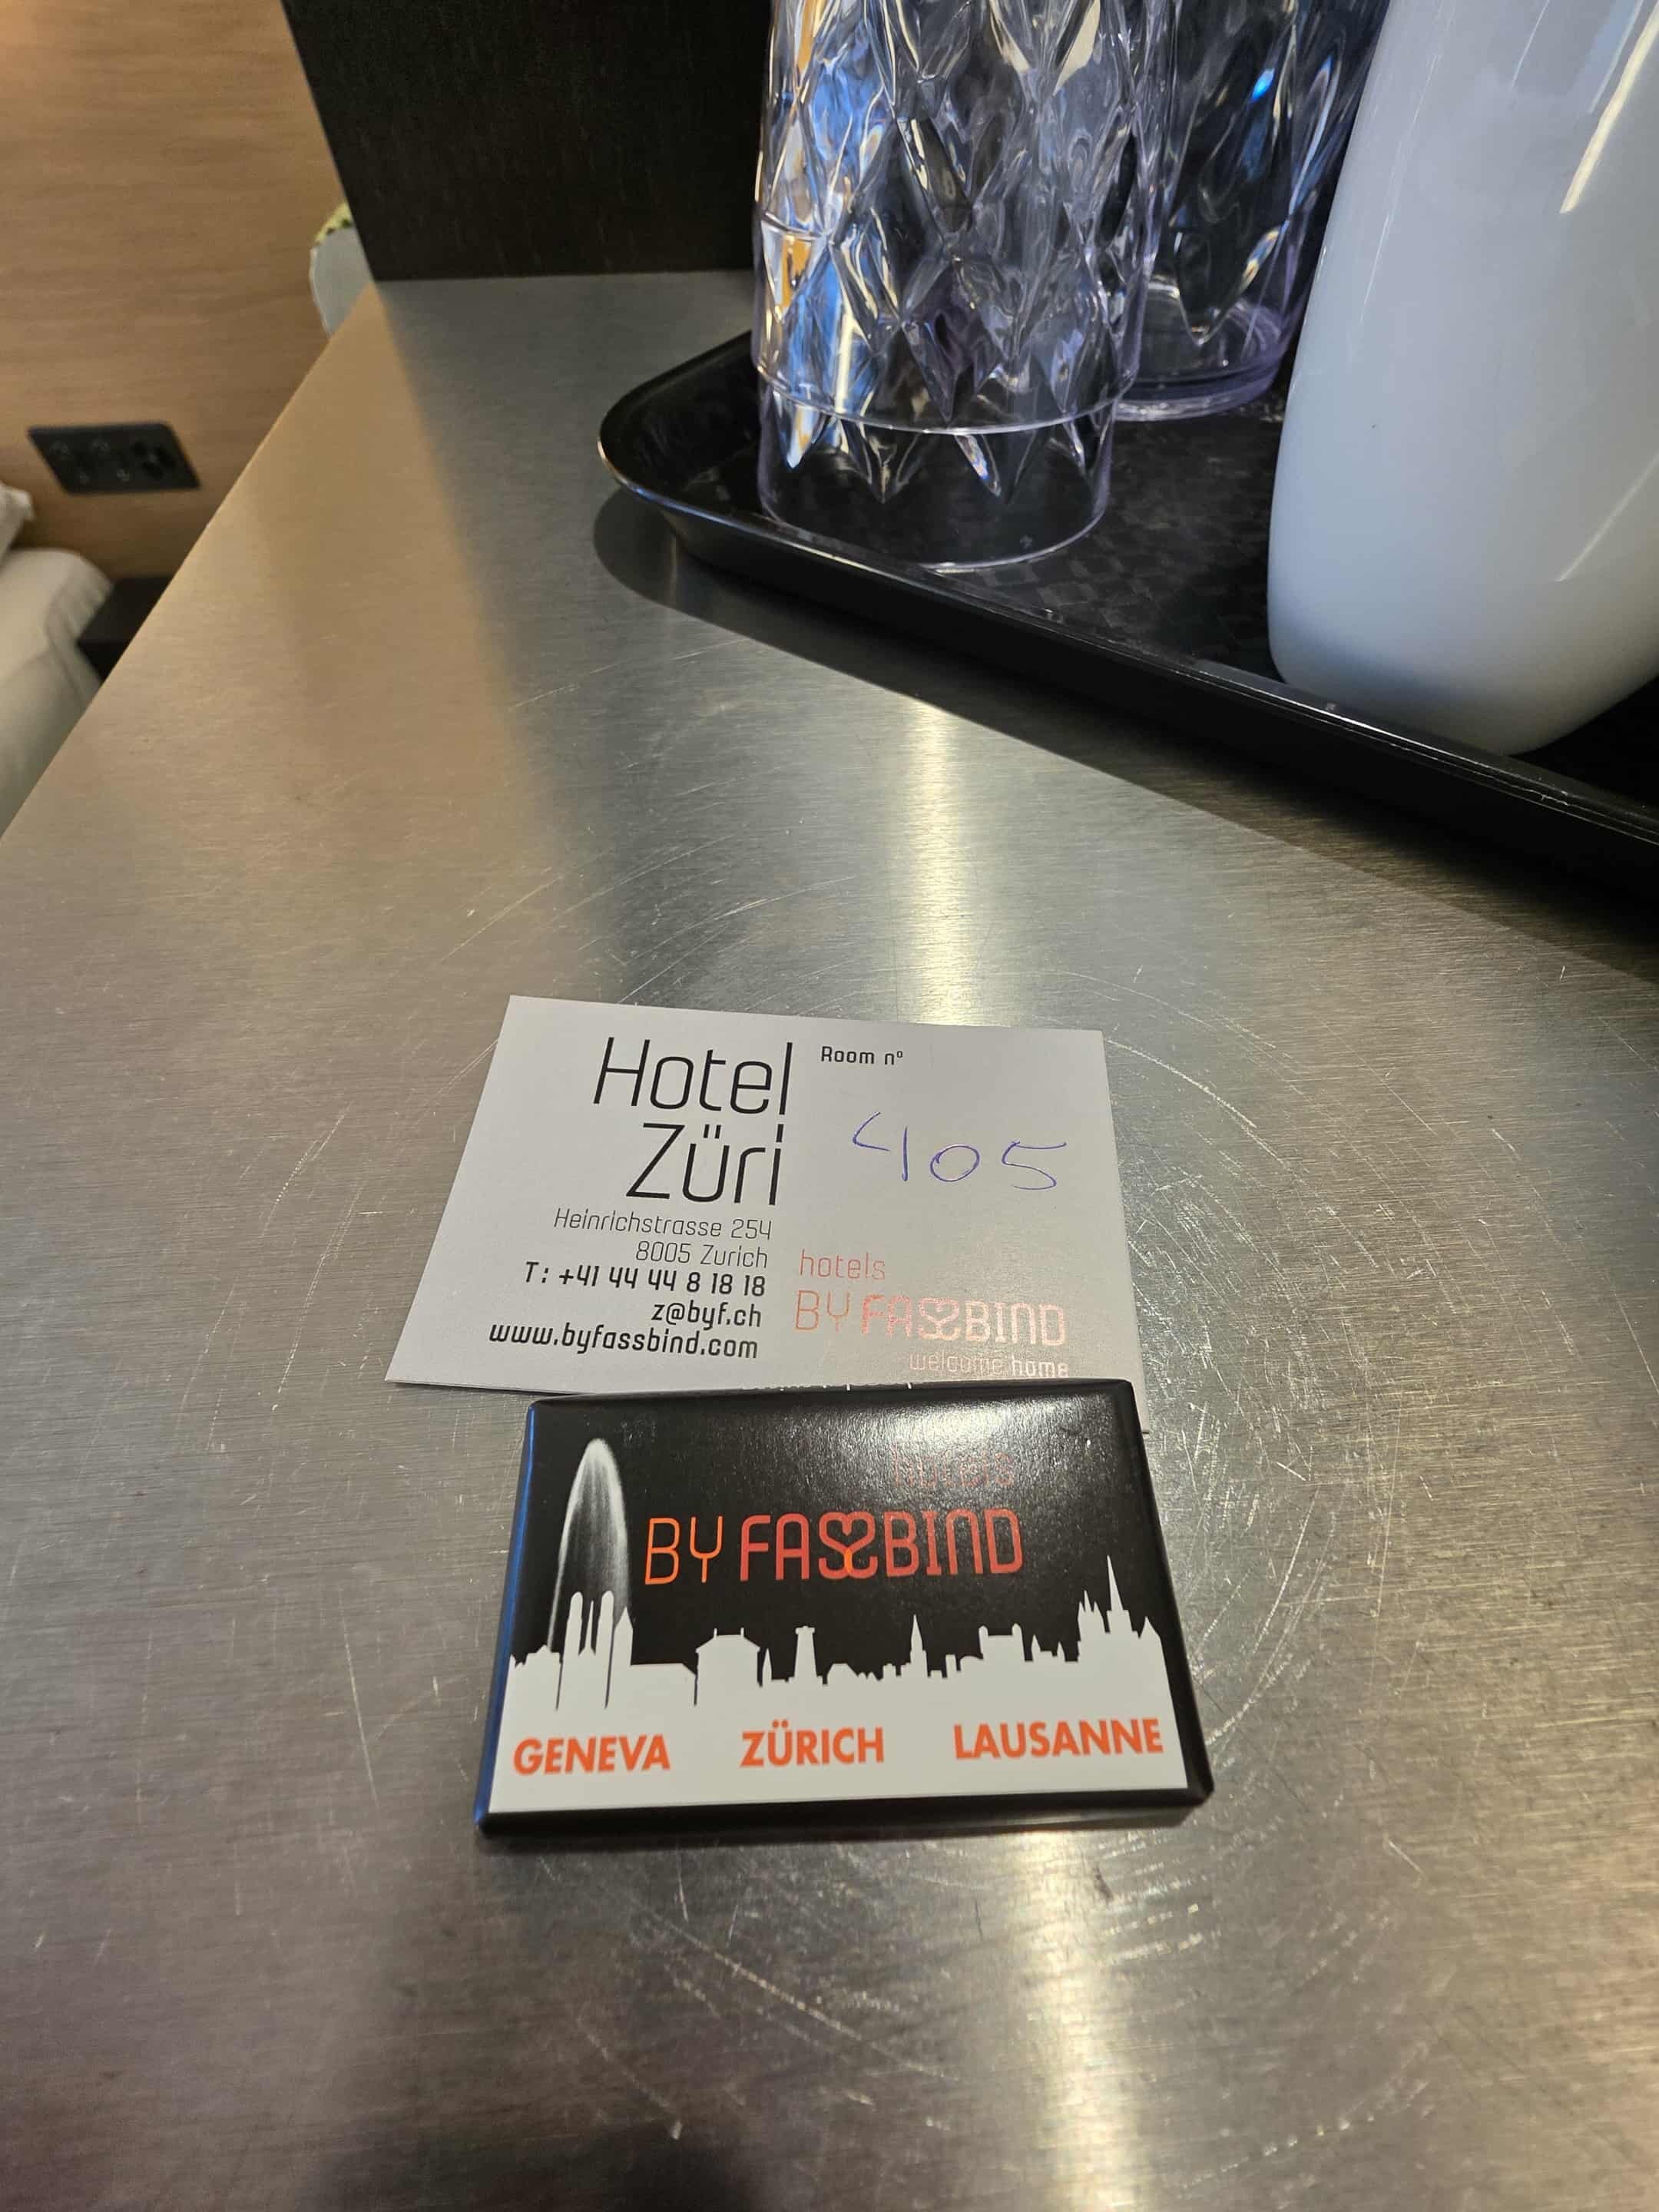 Hotel
Züri
Heinrichstrasse 254
8005 Zurich
T: +41 44 44 8 18 18
z@byf.ch
www.byfassbind.com
Room nº
405
hotels
BY FASSBIND
welcome home
hotels
BY FASSBIND
GENEVA ZÜRICH LAUSANNE